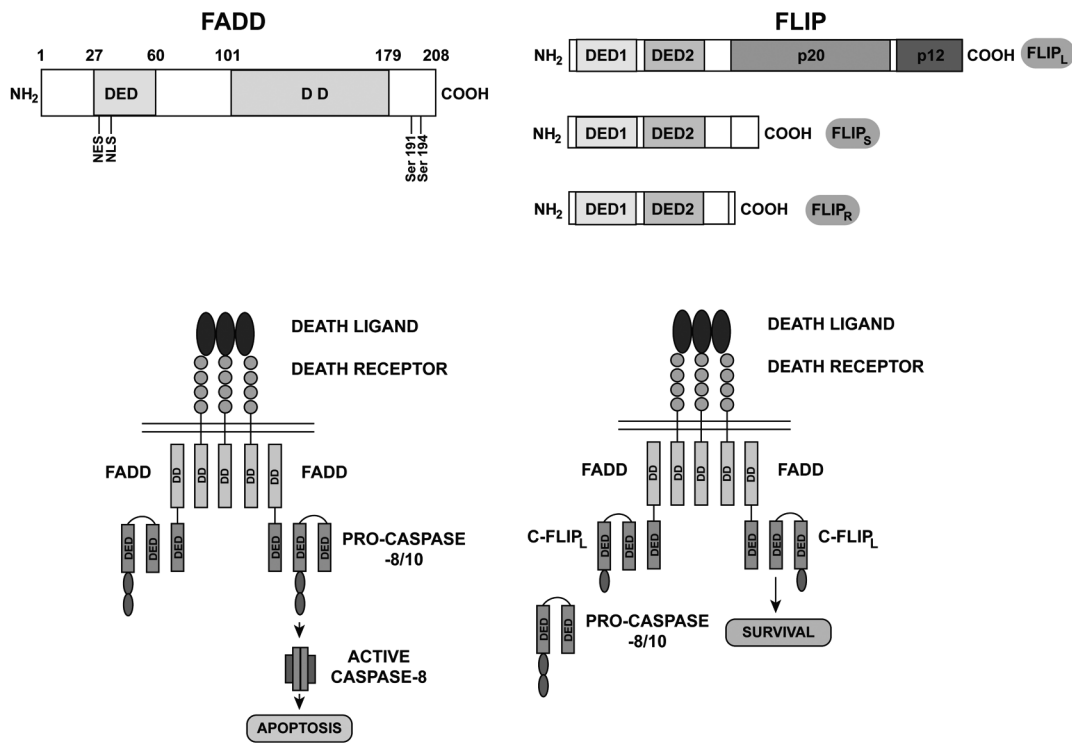 FADD
1 27 60 101 179 208
NH2 DED D D COOH
NES
NLS
Ser 191
Ser 194
FLIP
NH2 DED1 DED2 p20 p12 COOH FLIPL
NH2 DED1 DED2 COOH FLIPS
NH2 DED1 DED2 COOH FLIPR
DEATH LIGAND
DEATH RECEPTOR
FADD DD DD DD DD DD FADD
DED DED DED DED DED DED
PRO-CASPASE
-8/10
ACTIVE
CASPASE-8
APOPTOSIS
DEATH LIGAND
DEATH RECEPTOR
FADD DD DD DD DD DD FADD
C-FLIPL DED DED DED DED DED DED C-FLIPL
DED DED
PRO-CASPASE
-8/10
SURVIVAL